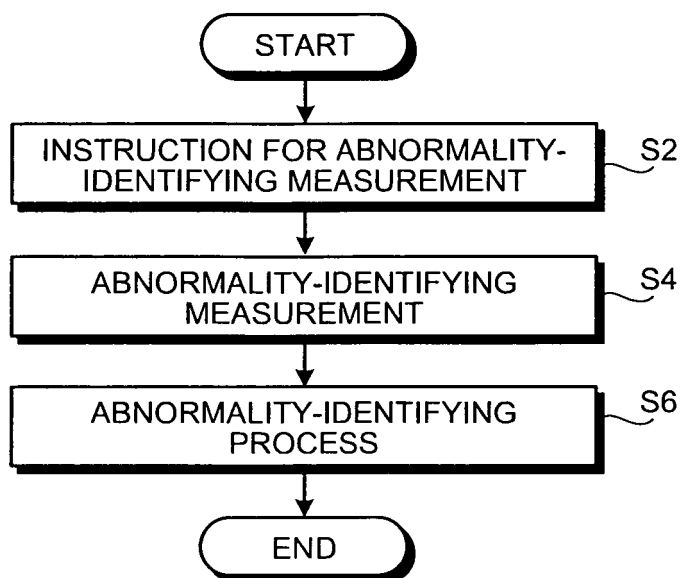 START
INSTRUCTION FOR ABNORMALITY-
IDENTIFYING MEASUREMENT
S2
ABNORMALITY-IDENTIFYING
MEASUREMENT
S4
ABNORMALITY-IDENTIFYING
PROCESS
S6
END